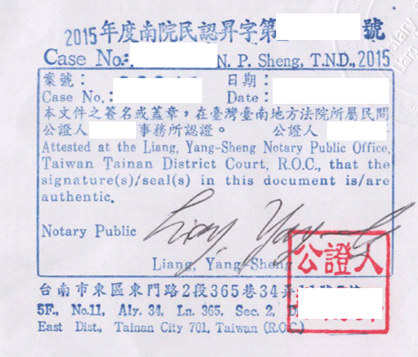 2015年度南院民認昇字第 號
Case No: N. P. Sheng, T.N.D., 2015
案號： 日期：
Case No.: Date:
本文件之簽名或蓋章，在臺灣臺南地方法院所屬民間
公證人 事務所認證。 公證人
Attested at the Liang, Yang-Sheng Notary Public Office,
Taiwan Tainan District Court, R.O.C., that the
signature(s)/seal(s) in this document is/are
authentic.
Notary Public
Liang, Yang-Sheng
公證人
台南市東區東門路2段365巷34弄
5F., No.11, Aly. 34, Ln. 365, Sec. 2, D
East Dist., Tainan City 701, Taiwan (R.O.C.)